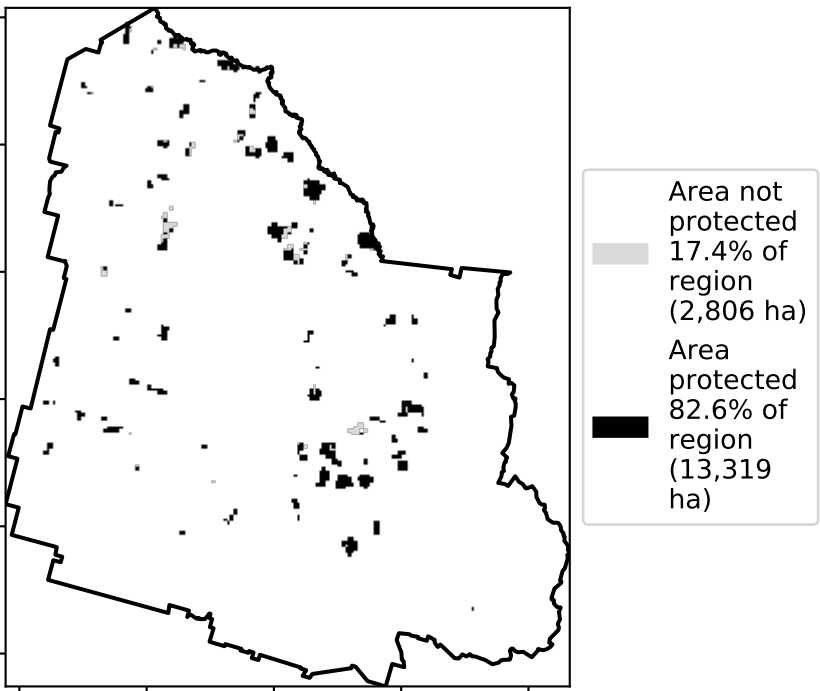 Area not
protected
17.4% of
region
(2,806 ha)
Area
protected
82.6% of
region
(13,319
ha)